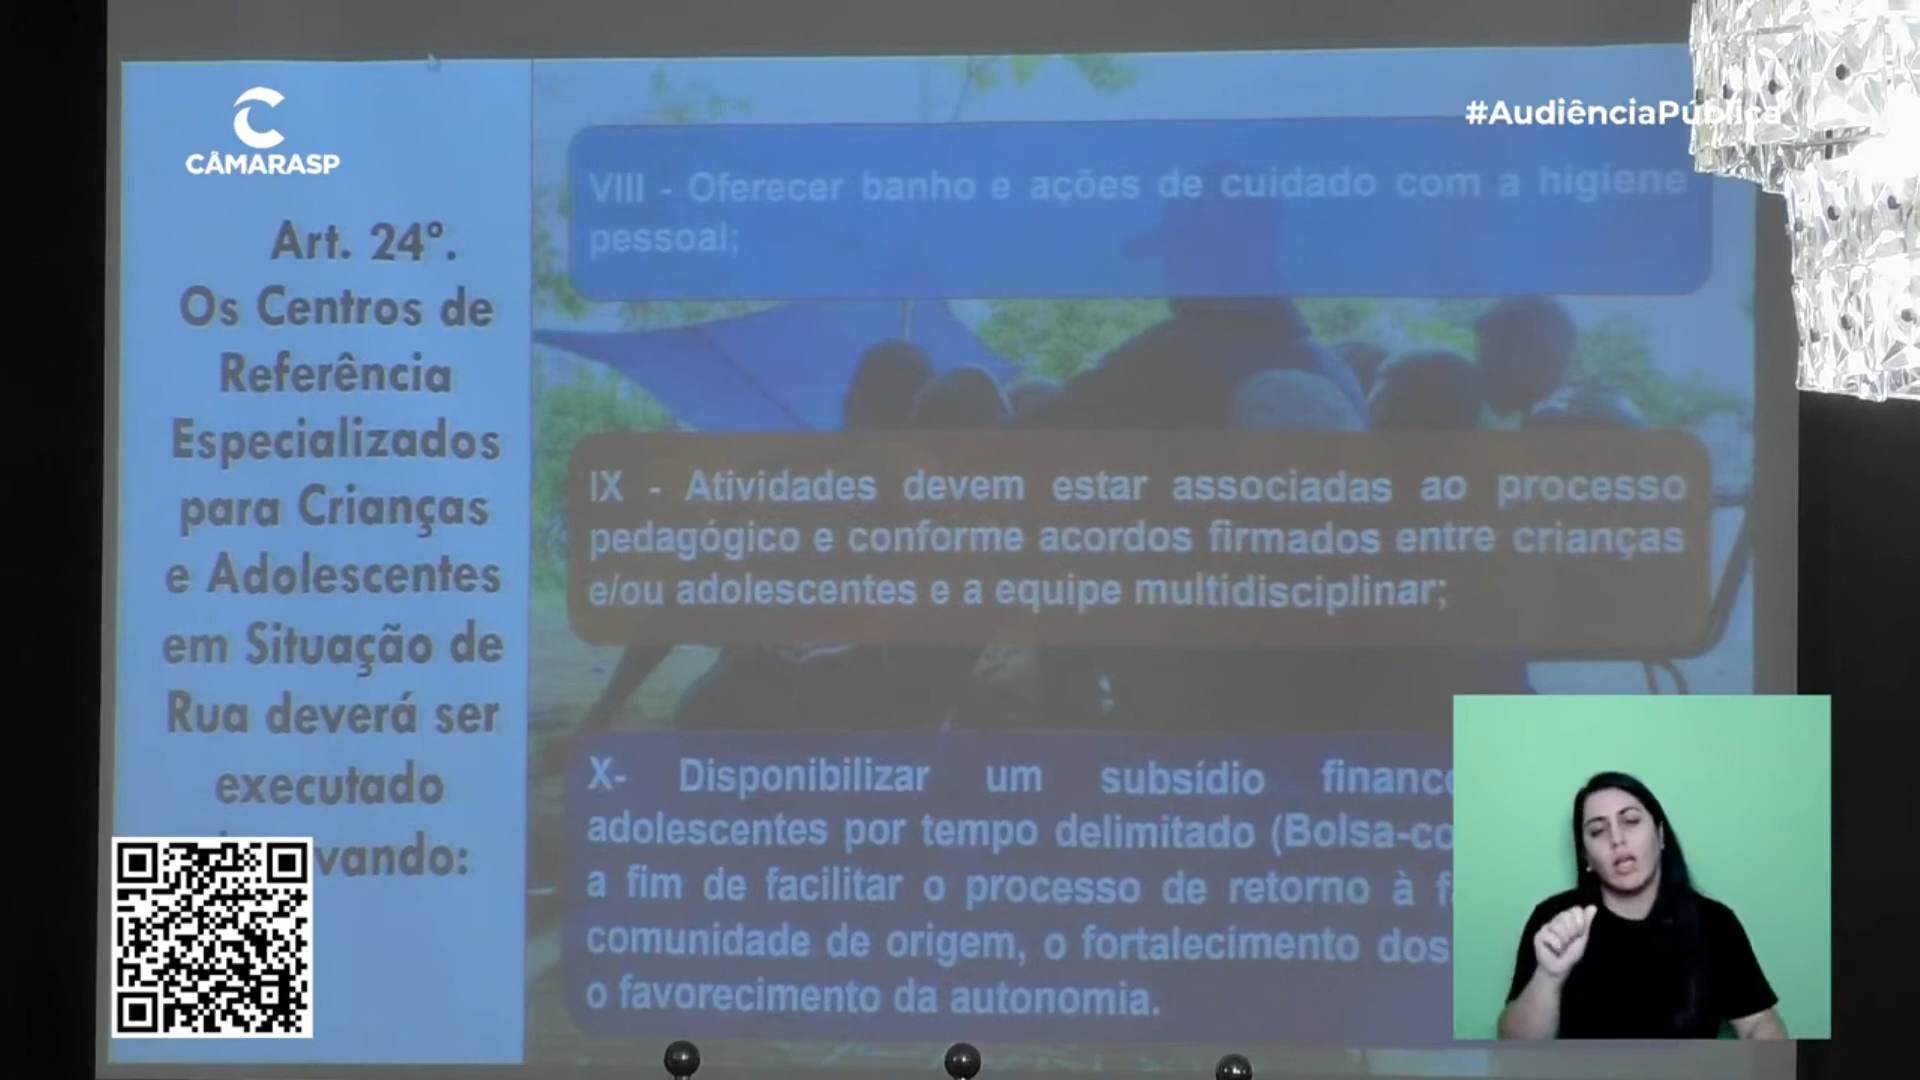 CÂMARASP
#AudiênciaPública
Art. 24º.
Os Centros de
Referência
Especializados
para Crianças
e Adolescentes
em Situação de
Rua deverá ser
executado
vando:
VIII - Oferecer banho e ações de cuidado com a higiene
pessoal;
IX - Atividades devem estar associadas ao processo
pedagógico e conforme acordos firmados entre crianças
e/ou adolescentes e a equipe multidisciplinar;
X- Disponibilizar um subsídio financ
adolescentes por tempo delimitado (Bolsa-co
a fim de facilitar o processo de retorno à f
comunidade de origem, o fortalecimento dos
o favorecimento da autonomia.